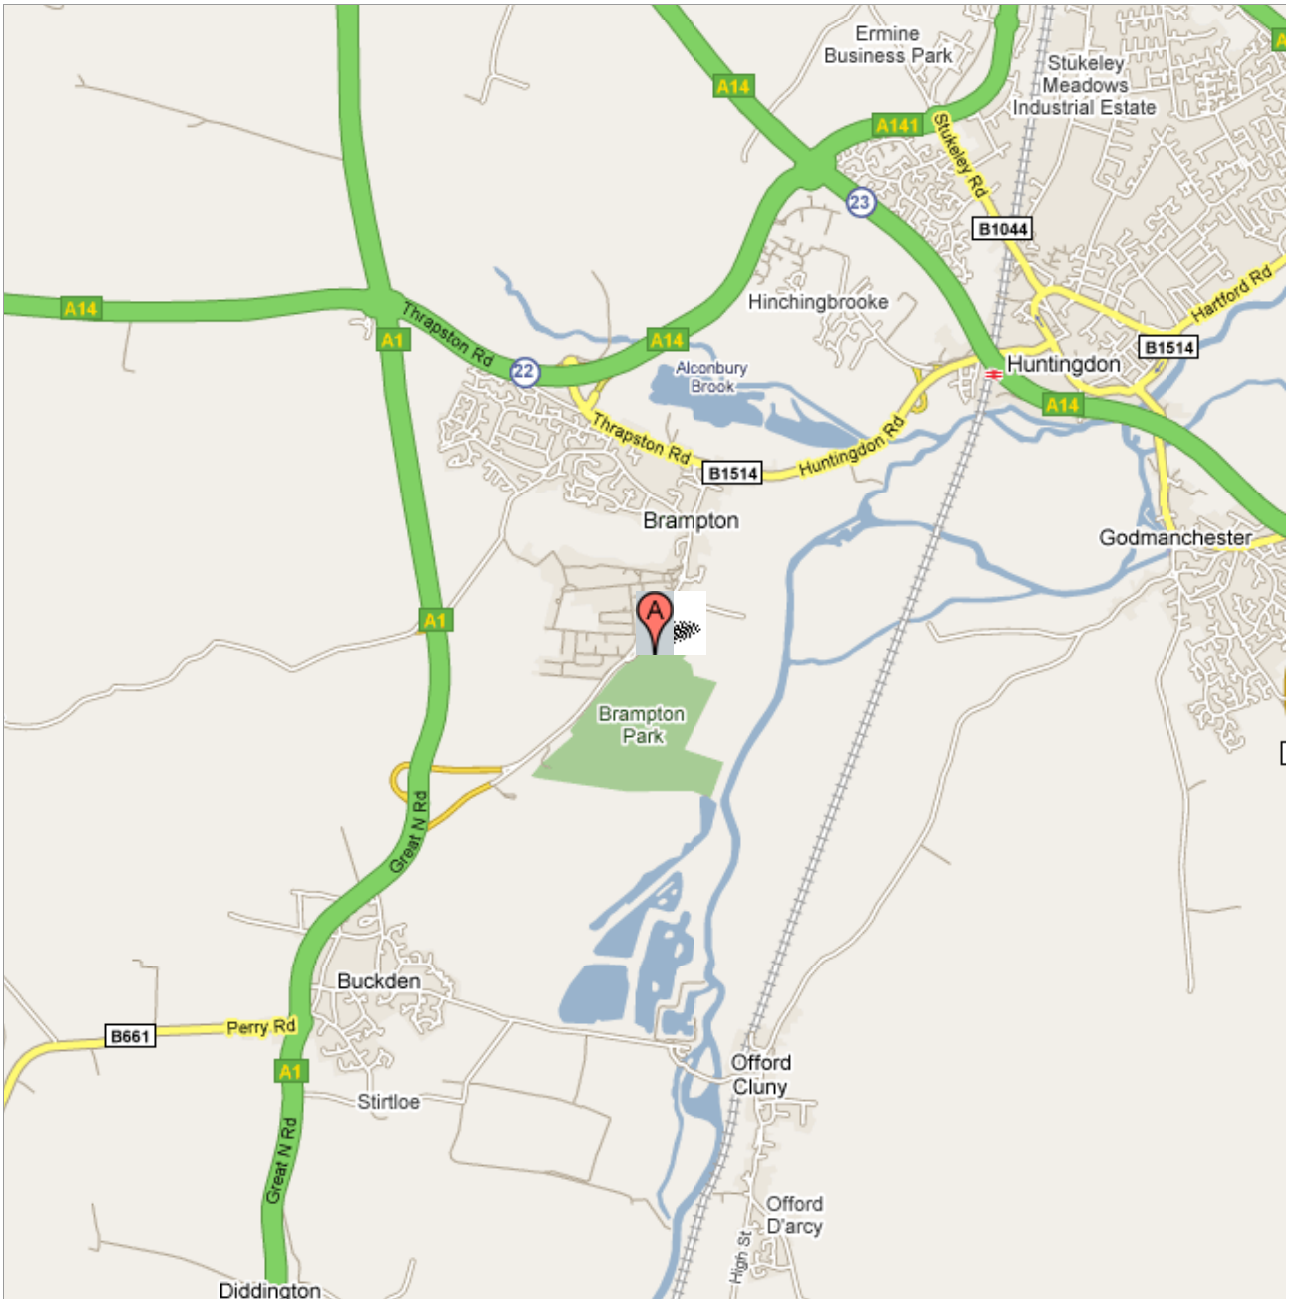 Ermine
Business Park
Stukeley
Meadows
Industrial Estate
A
A14
A141
Stukeley Rd
23
B1044
Hartford Rd
Hinchingbrooke
A14
Thrapston Rd
A1
A14
B1514
22
Alconbury
Brook
Huntingdon
A14
Thrapston Rd
Huntingdon Rd
B1514
Brampton
Godmanchester
A
A1
Brampton
Park
Great N Rd
Buckden
B661
Perry Rd
A1
Offord
Cluny
Stirtloe
Great N Rd
Offord
D'arcy
High St
Diddington